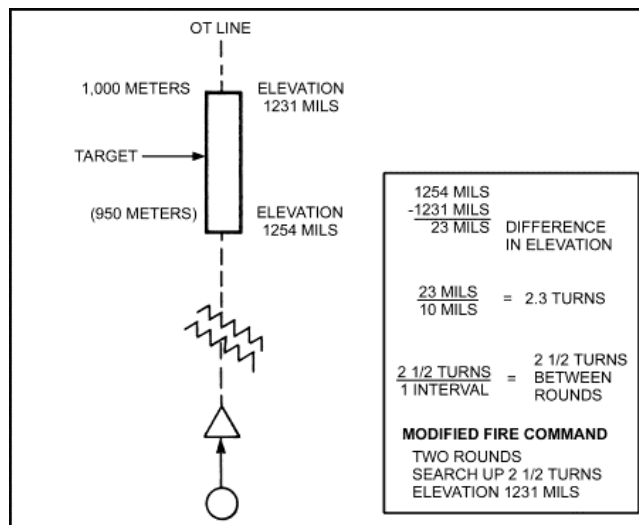 OT LINE
1,000 METERS
ELEVATION
1231 MILS
TARGET
(950 METERS)
ELEVATION
1254 MILS
1254 MILS
-1231 MILS
23 MILS DIFFERENCE
IN ELEVATION
23 MILS
10 MILS
= 2.3 TURNS
2 1/2 TURNS
1 INTERVAL
=
2 1/2 TURNS
BETWEEN
ROUNDS
MODIFIED FIRE COMMAND
TWO ROUNDS
SEARCH UP 2 1/2 TURNS
ELEVATION 1231 MILS